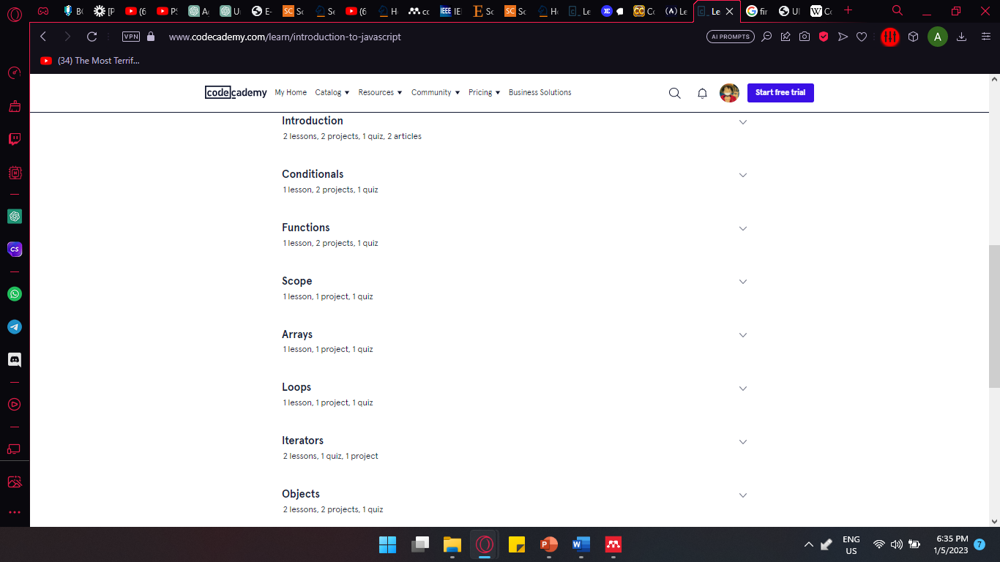 B(
[P
(6
PS
A(
U
E-
Sc
Se
(6
H
cc
IEEE IE
Sc
Sc
H
Le
Cc
Le
Le
fir
UI
Cc
VPN
www.codecademy.com/learn/introduction-to-javascript
AI PROMPTS
A
(34) The Most Terrif...
codecademy
My Home
Catalog
Resources
Community
Pricing
Business Solutions
Start free trial
Introduction
2 lessons, 2 projects, 1 quiz, 2 articles
Conditionals
1 lesson, 2 projects, 1 quiz
Functions
1 lesson, 2 projects, 1 quiz
Scope
1 lesson, 1 project, 1 quiz
Arrays
1 lesson, 1 project, 1 quiz
Loops
1 lesson, 1 project, 1 quiz
Iterators
2 lessons, 1 quiz, 1 project
Objects
2 lessons, 2 projects, 1 quiz
CS
ENG
US
6:35 PM
1/5/2023
7